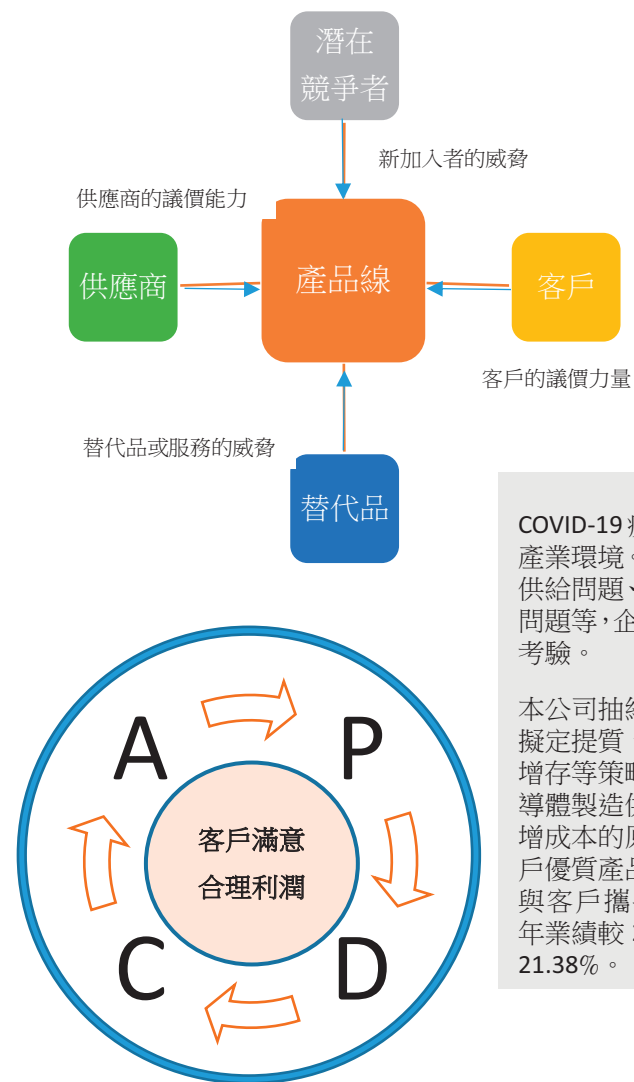 潛在
競爭者
新加入者的威脅
供應商的議價能力
供應商
產品線
客戶
客戶的議價力量
替代品或服務的威脅
替代品
COVID-19
產業環境。
供給問題、
問題等，企
考驗。
本公司抽
擬定提質
增存等策
導體製造
增成本的
戶優質產品
與客戶攜
年業績較
21.38%。
A
P
客戶滿意
合理利潤
C
D